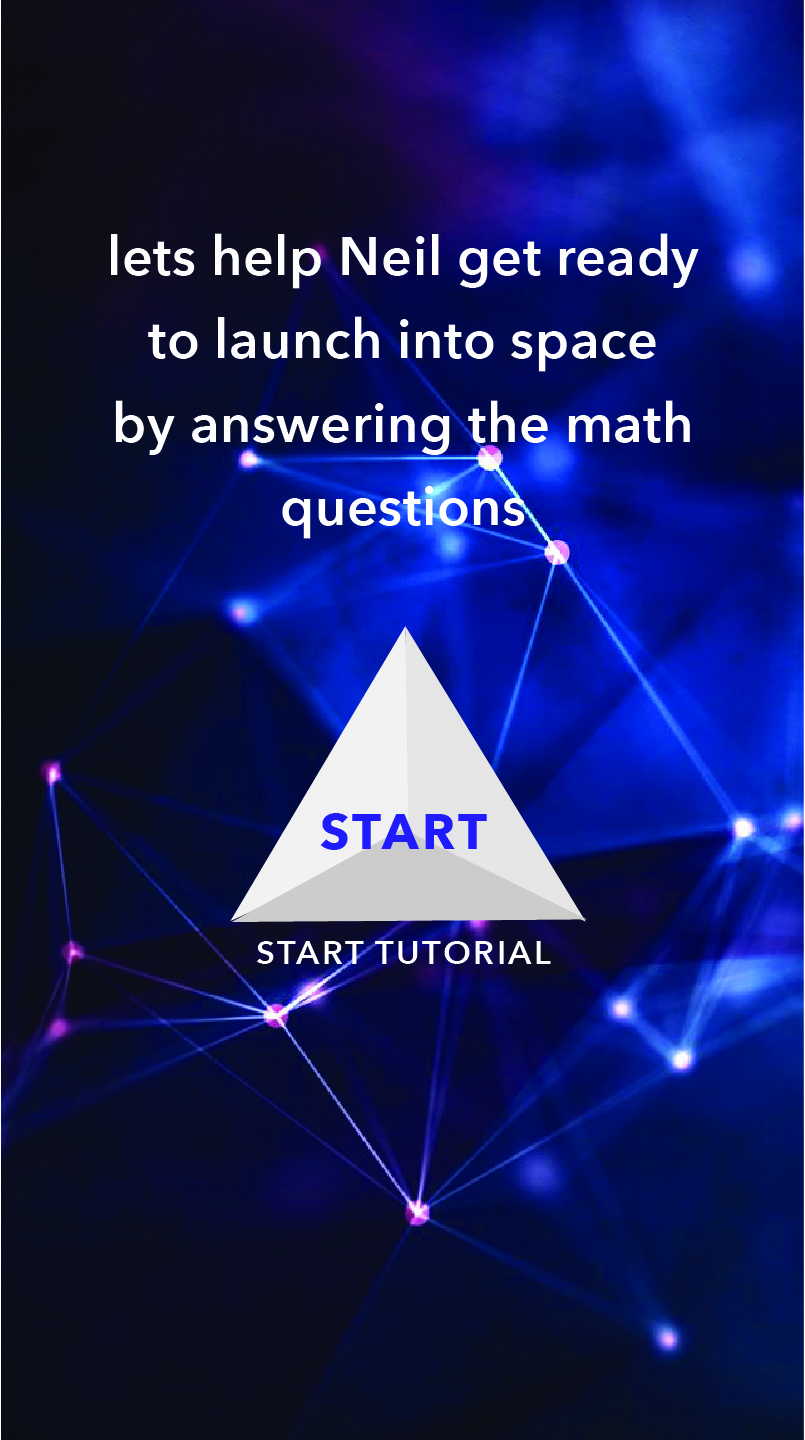 lets help Neil get ready
to launch into space
by answering the math
questions
START
START TUTORIAL